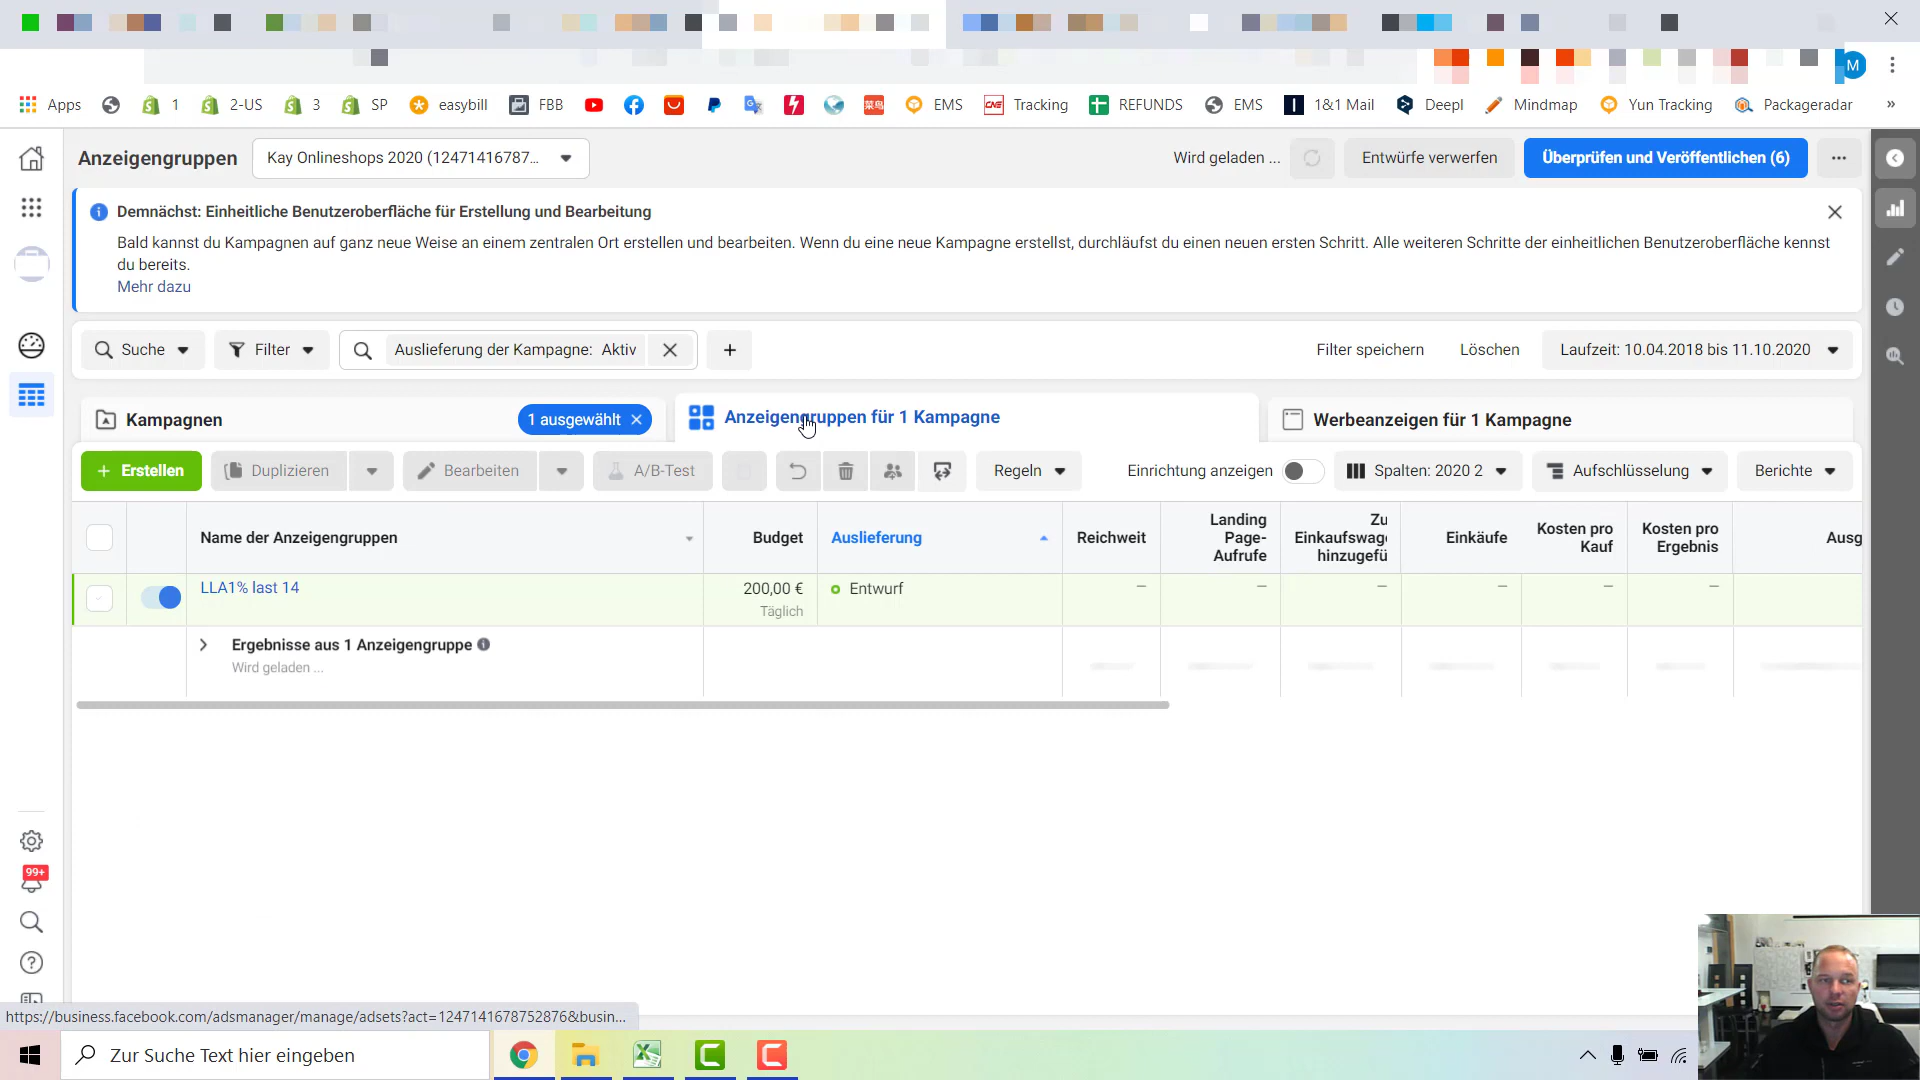 M
Apps
1
2-US
3
SP
easybill
FBB
EMS
CNE
Tracking
REFUNDS
EMS
1&1 Mail
Deepl
Mindmap
Yun Tracking
Packageradar
»
Anzeigengruppen
Kay Onlineshops 2020 (12471416787...
Wird geladen ...
Entwürfe verwerfen
Überprüfen und Veröffentlichen (6)
Demnächst: Einheitliche Benutzeroberfläche für Erstellung und Bearbeitung
Bald kannst du Kampagnen auf ganz neue Weise an einem zentralen Ort erstellen und bearbeiten. Wenn du eine neue Kampagne erstellst, durchläufst du einen neuen ersten Schritt. Alle weiteren Schritte der einheitlichen Benutzeroberfläche kennst
du bereits.
Mehr dazu
Suche
Filter
Auslieferung der Kampagne: Aktiv
Filter speichern
Löschen
Laufzeit: 10.04.2018 bis 11.10.2020
Kampagnen
1 ausgewählt
Anzeigengruppen für 1 Kampagne
Werbeanzeigen für 1 Kampagne
+ Erstellen
Duplizieren
Bearbeiten
A/B-Test
Regeln
Einrichtung anzeigen
Spalten: 2020 2
Aufschlüsselung
Berichte
Name der Anzeigengruppen
Budget
Auslieferung
Reichweit
Landing
Page-
Aufrufe
Zu
Einkaufswage
hinzugefü
Einkäufe
Kosten pro
Kauf
Kosten pro
Ergebnis
Ausg
LLA1% last 14
200,00 €
Täglich
Entwurf
–
–
–
–
–
–
Ergebnisse aus 1 Anzeigengruppe
Wird geladen ...
99+
https://business.facebook.com/adsmanager/manage/adsets?act=1247141678752876&busin...
Zur Suche Text hier eingeben